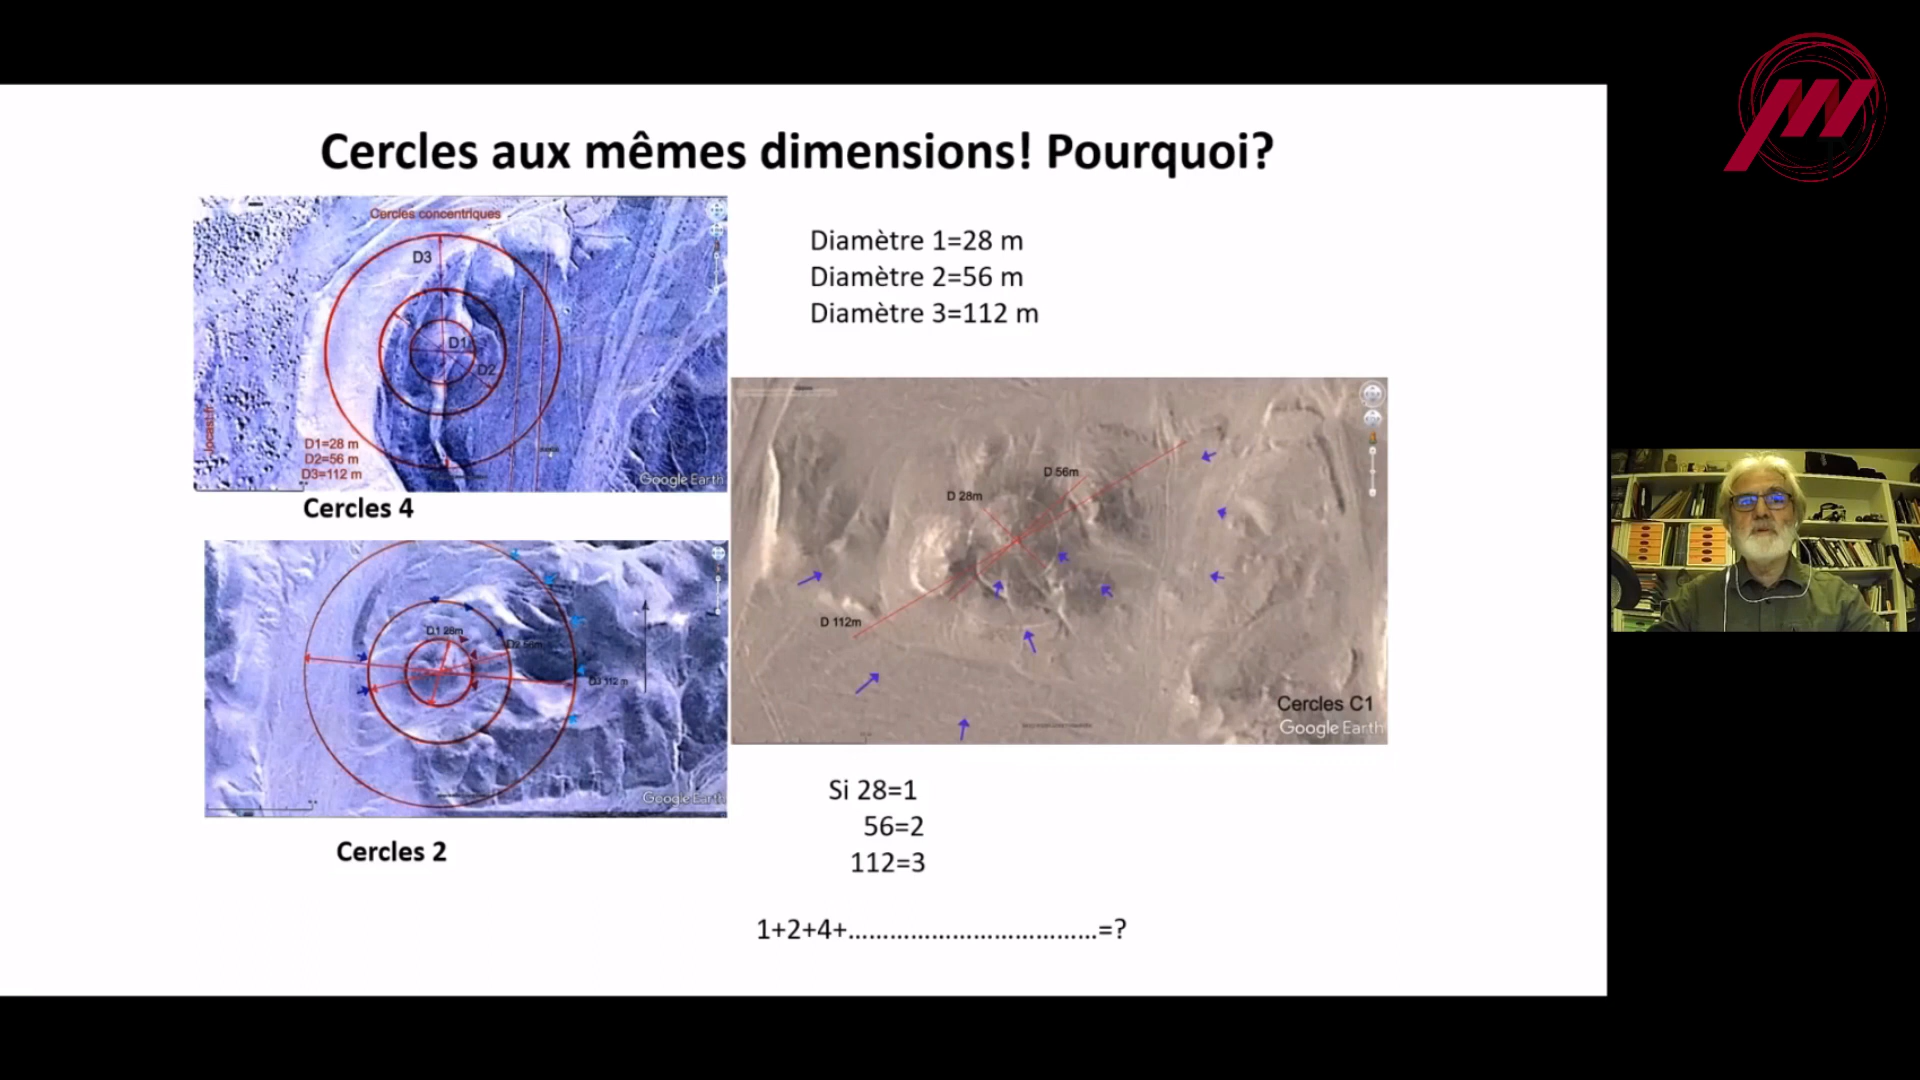 Cercles aux mêmes dimensions! Pourquoi?
Cercles concentriques
D3
D1
D2
D1=28 m
D2=56 m
D3=112 m
Google Earth
Cercles 4
Diamètre 1=28 m
Diamètre 2=56 m
Diamètre 3=112 m
D1 28m
D2 56m
D3 112 m
Google Earth
Cercles 2
D 28m
D 56m
D 112m
Cercles C1
Google Earth
Si 28=1
56=2
112=3
1+2+4+....................................=?